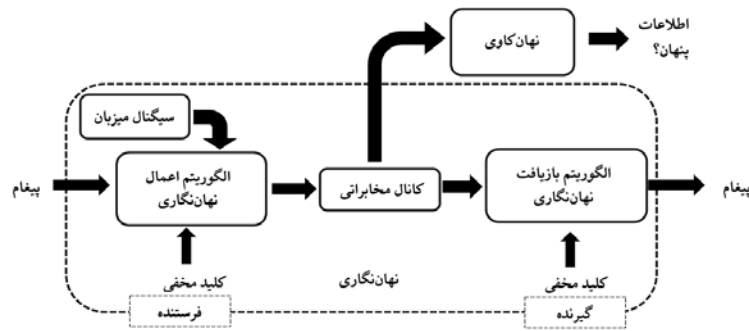 نهان‌کاوی
اطلاعات
پنهان؟
سیگنال میزبان
پیغام
الگوریتم اعمال
نهان‌نگاری
کانال مخابراتی
الگوریتم بازیافت
نهان‌نگاری
پیغام
کلید مخفی
فرستنده
نهان‌نگاری
کلید مخفی
گیرنده